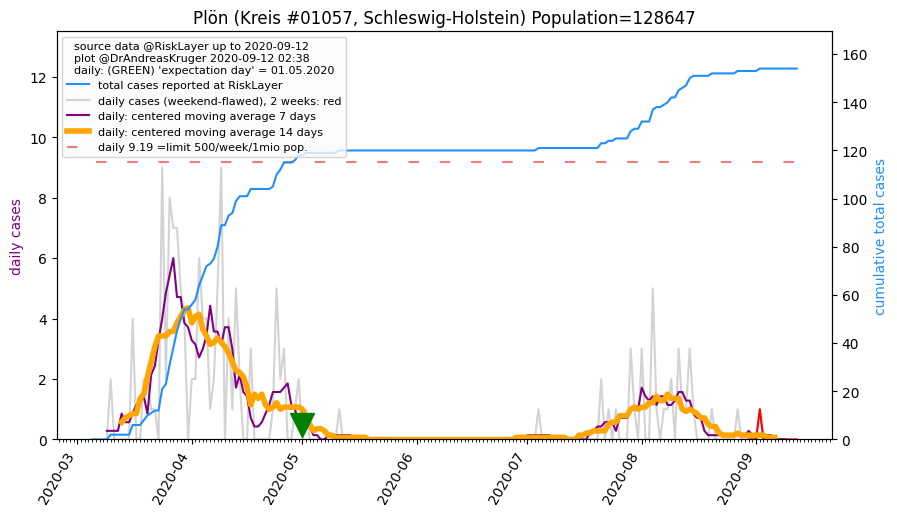 Plön (Kreis #01057, Schleswig-Holstein) Population=128647
source data @RiskLayer up to 2020-09-12
plot @DrAndreasKruger 2020-09-12 02:38
daily: (GREEN) 'expectation day' = 01.05.2020
total cases reported at RiskLayer
daily cases (weekend-flawed), 2 weeks: red
daily: centered moving average 7 days
daily: centered moving average 14 days
daily 9.19 =limit 500/week/1mio pop.
daily cases
12
10
8
6
4
2
0
160
140
120
100
80
60
40
20
0
cumulative total cases
2020-03
2020-04
2020-05
2020-06
2020-07
2020-08
2020-09